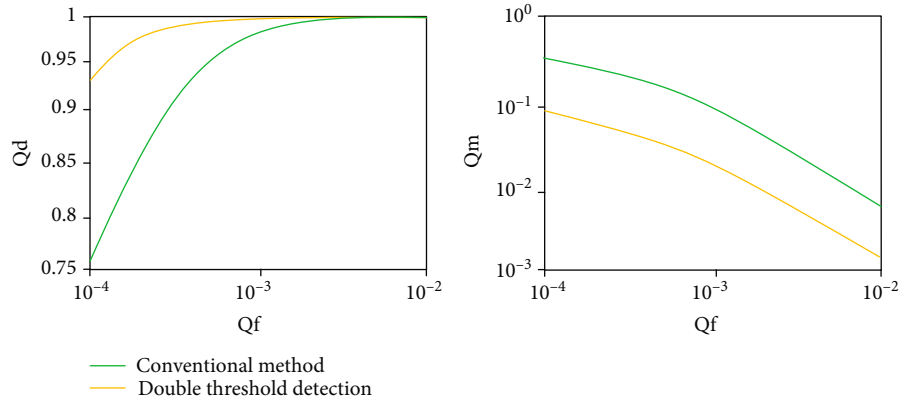 1
0.95
0.9
0.85
0.8
0.75
Qd
10⁻⁴
10⁻³
10⁻²
Qf
10⁰
10⁻¹
10⁻²
10⁻³
Qm
10⁻⁴
10⁻³
10⁻²
Qf
Conventional method
Double threshold detection